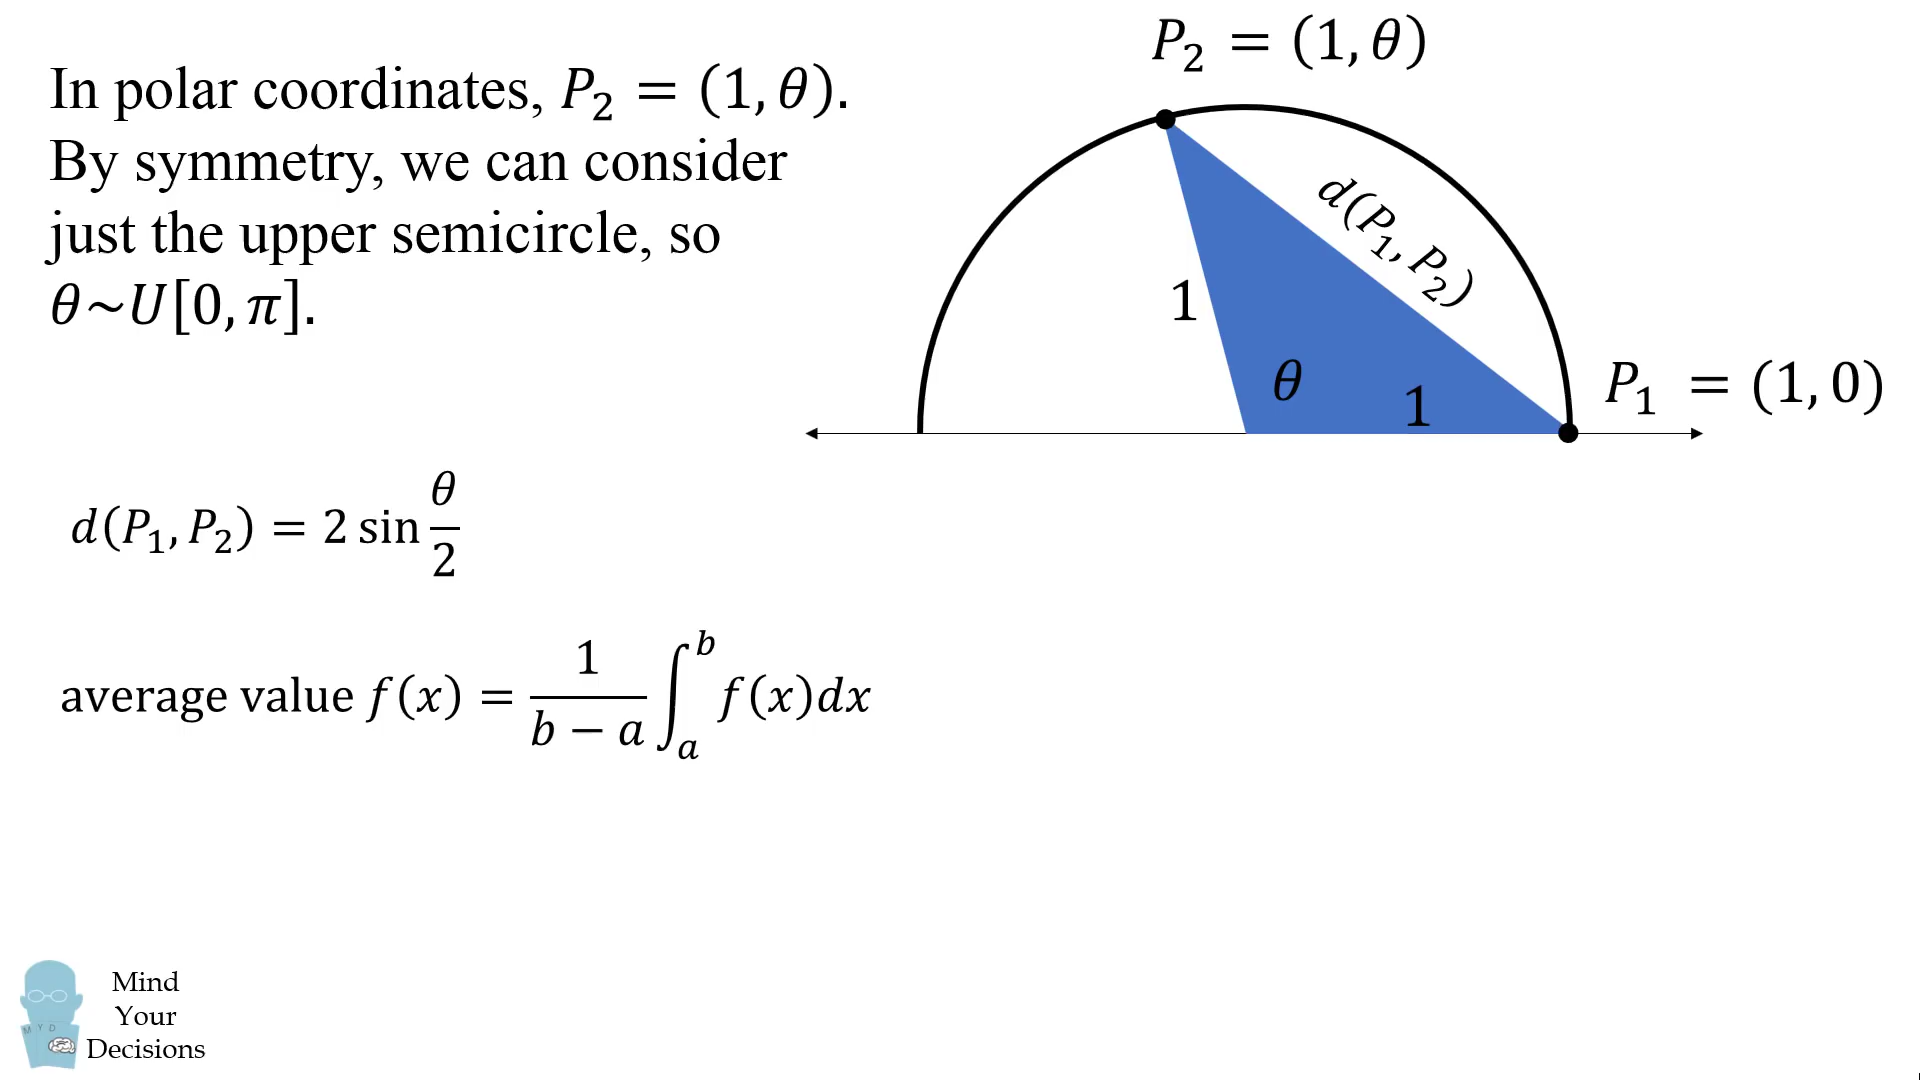 In polar coordinates, P₂ = (1, θ).
By symmetry, we can consider
just the upper semicircle, so
θ~U[0, π].
P₂ = (1, θ)
d(P₁, P₂)
1
θ
1
P₁ = (1, 0)
d(P₁, P₂) = 2 sin θ/2
average value f(x) = 1/(b − a) ∫ₐᵇ f(x)dx
M Y D
Mind
Your
Decisions